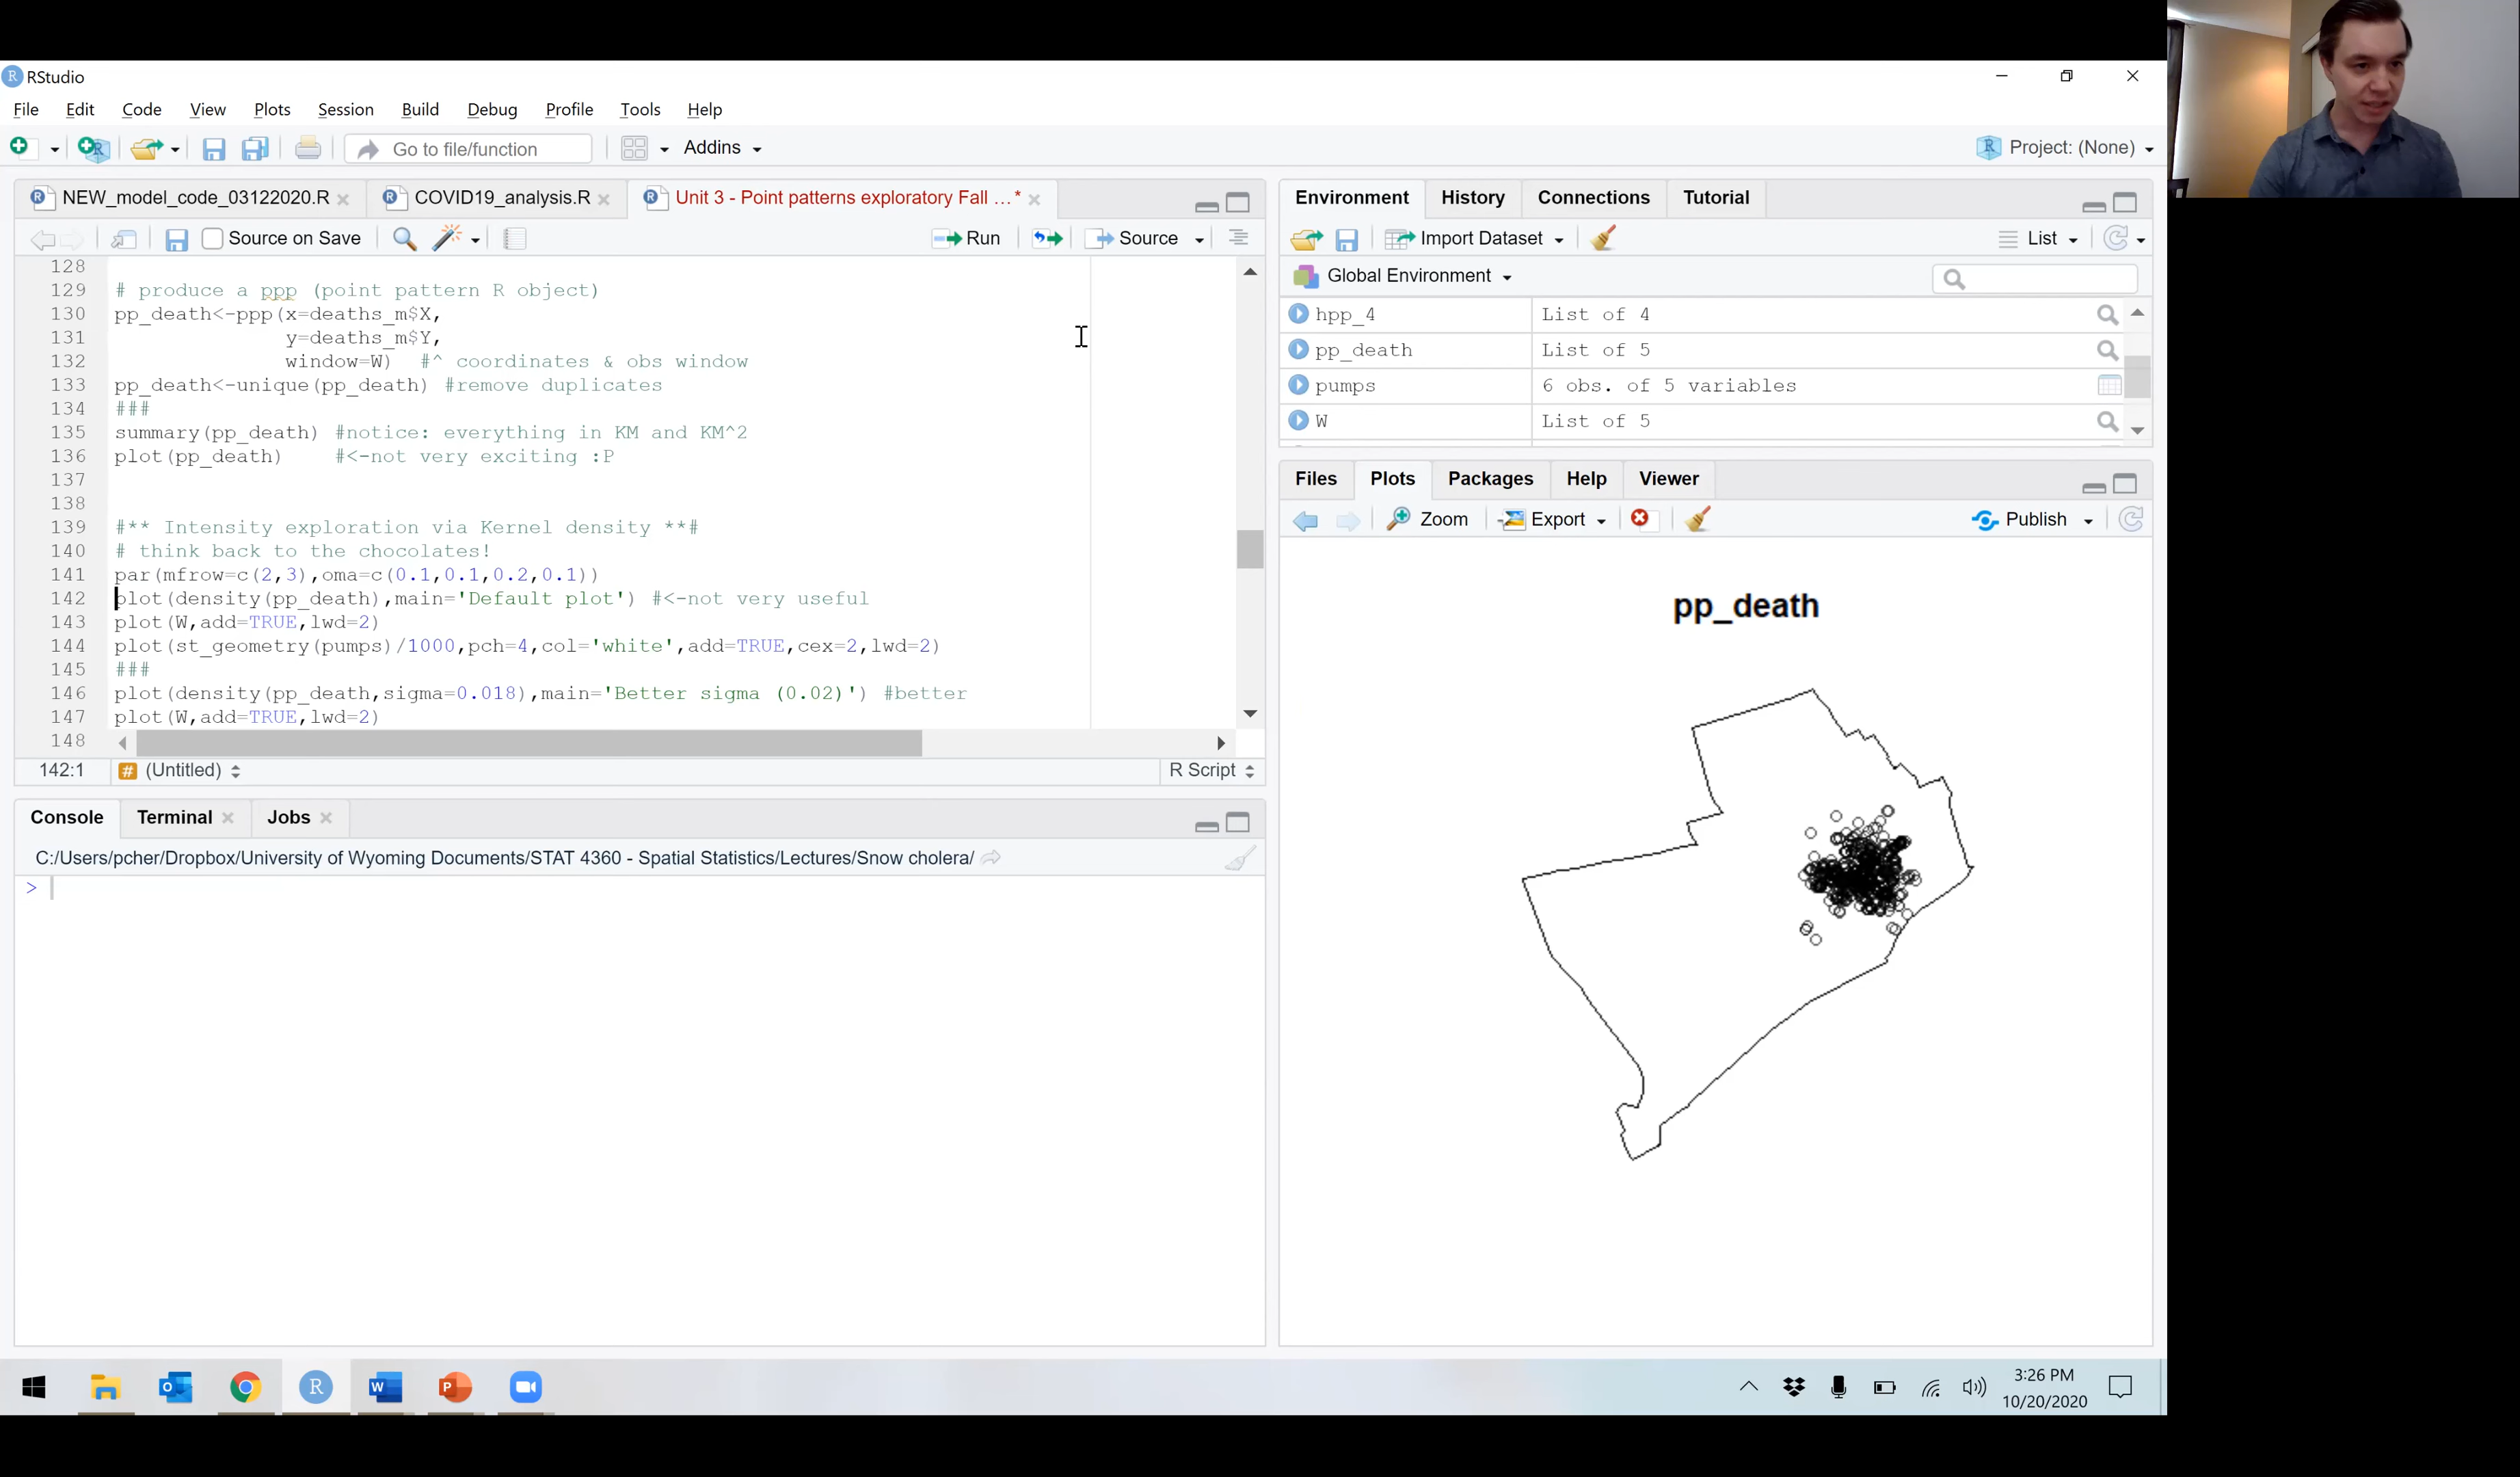 RStudio
File Edit Code View Plots Session Build Debug Profile Tools Help
Go to file/function Addins Project: (None)
NEW_model_code_03122020.R COVID19_analysis.R Unit 3 - Point patterns exploratory Fall …*
Source on Save Run Source
128
129 # produce a ppp (point pattern R object)
130 pp_death<-ppp(x=deaths_m$X,
131 y=deaths_m$Y,
132 window=W) #^ coordinates & obs window
133 pp_death<-unique(pp_death) #remove duplicates
134 ###
135 summary(pp_death) #notice: everything in KM and KM^2
136 plot(pp_death) #<-not very exciting :P
137
138
139 #** Intensity exploration via Kernel density **#
140 # think back to the chocolates!
141 par(mfrow=c(2,3),oma=c(0.1,0.1,0.2,0.1))
142 plot(density(pp_death),main='Default plot') #<-not very useful
143 plot(W,add=TRUE,lwd=2)
144 plot(st_geometry(pumps)/1000,pch=4,col='white',add=TRUE,cex=2,lwd=2)
145 ###
146 plot(density(pp_death,sigma=0.018),main='Better sigma (0.02)') #better
147 plot(W,add=TRUE,lwd=2)
148
142:1 # (Untitled) R Script
Console Terminal Jobs
C:/Users/pcher/Dropbox/University of Wyoming Documents/STAT 4360 - Spatial Statistics/Lectures/Snow cholera/
>
Environment History Connections Tutorial
Import Dataset List
Global Environment
hpp_4 List of 4
pp_death List of 5
pumps 6 obs. of 5 variables
W List of 5
Files Plots Packages Help Viewer
Zoom Export Publish
pp_death
3:26 PM
10/20/2020